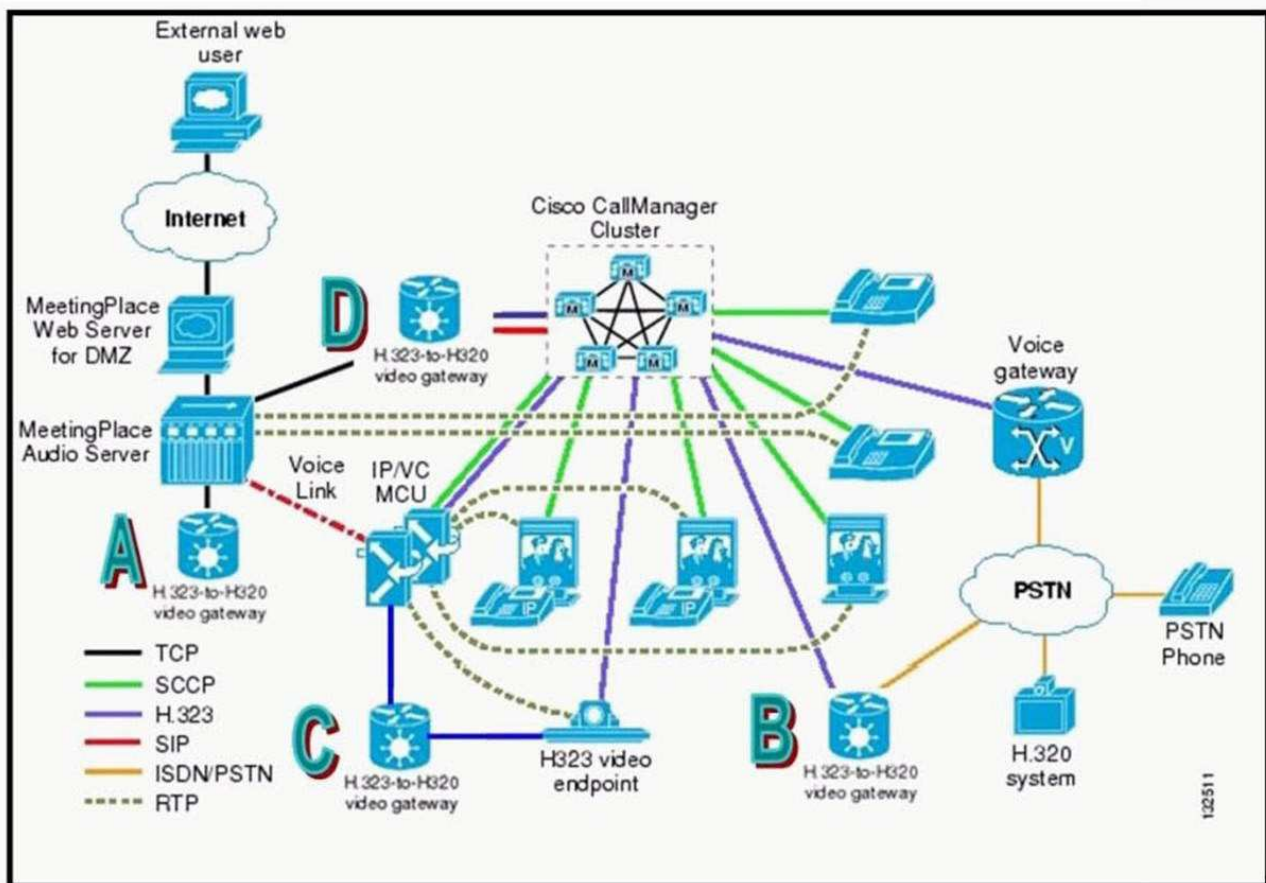 External web
user
Internet
Cisco CallManager
Cluster
MeetingPlace
Web Server
for DMZ
D
H.323-to-H320
video gateway
M
M
M
M
M
Voice
gateway
V
MeetingPlace
Audio Server
Voice
Link
IP/VC
MCU
A
H.323-to-H320
video gateway
IP
IP
PSTN
PSTN
Phone
TCP
SCCP
H.323
SIP
ISDN/PSTN
RTP
C
H.323-to-H320
video gateway
H323 video
endpoint
B
H.323-to-H320
video gateway
H.320
system
132511